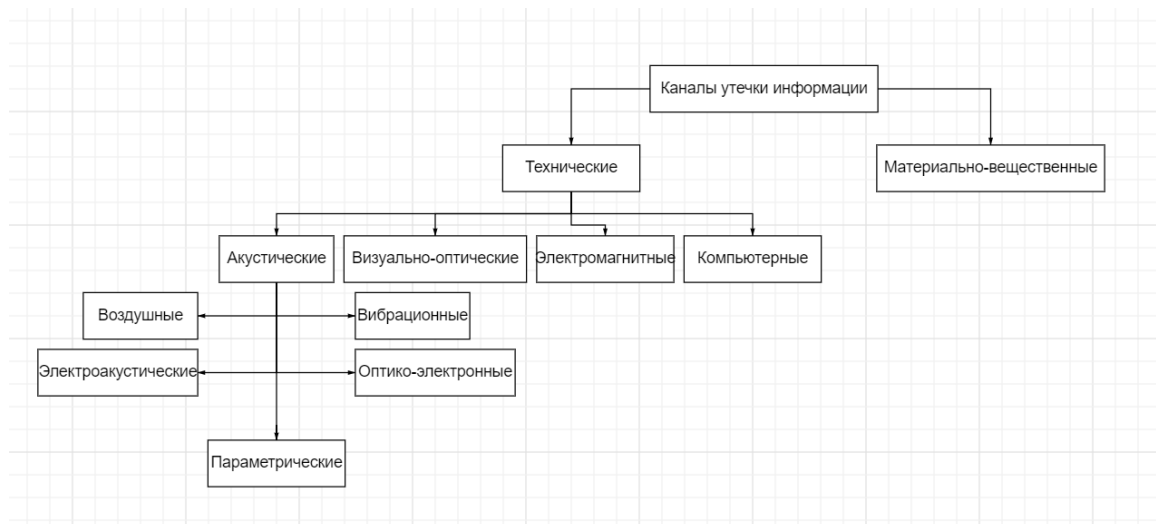 Каналы утечки информации
Технические
Материально-вещественные
Акустические
Визуально-оптические
Электромагнитные
Компьютерные
Воздушные
Вибрационные
Электроакустические
Оптико-электронные
Параметрические